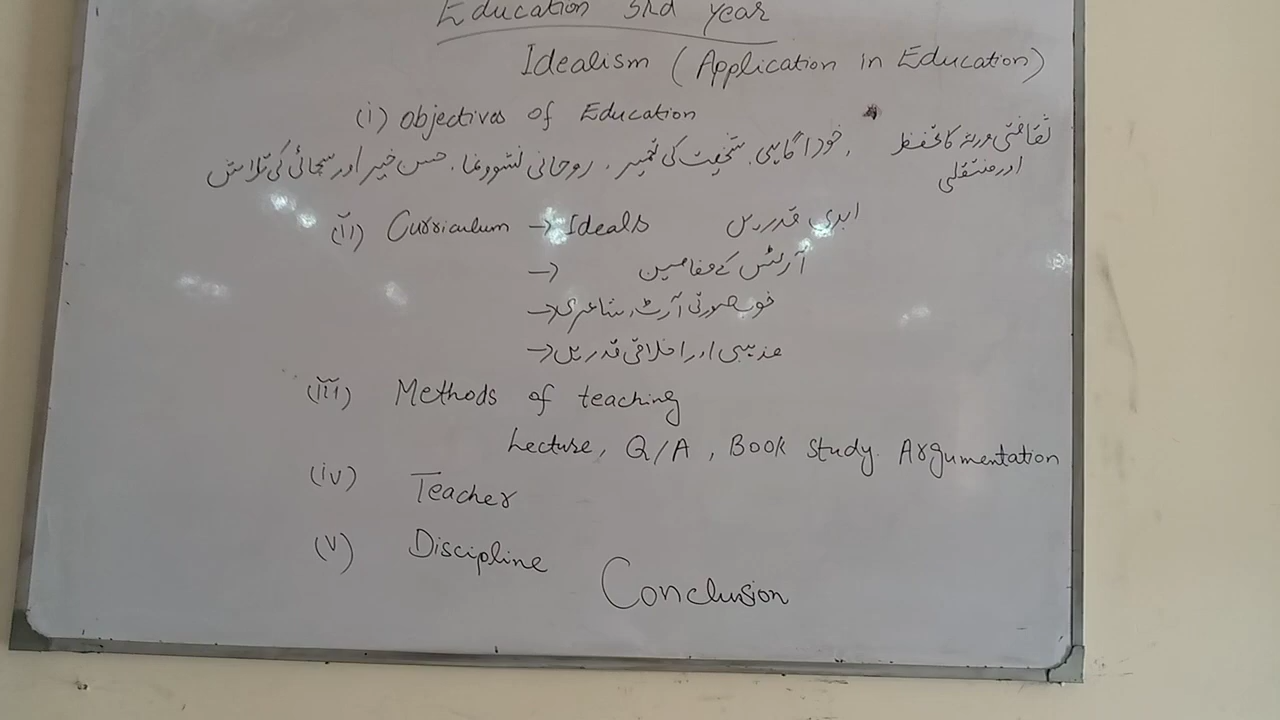 Education 3rd year
Idealism (Application in Education)
(i) Objectives of Education
ثقافتی ورثہ کا تحفظ
اور منتقلی
، خود آگاہی، شخصیت کی تعمیر، روحانی نشوونما، حسن خیر اور سچائی کی تلاش
(ii) Curriculum → Ideals ابدی قدریں
→ آرٹس کے مضامین
→ خوبصورتی آرٹ، شاعری
→ مذہبی اور اخلاقی قدریں
(iii) Methods of teaching
Lecture, Q/A, Book Study. Argumentation
(iv) Teacher
(v) Discipline
Conclusion